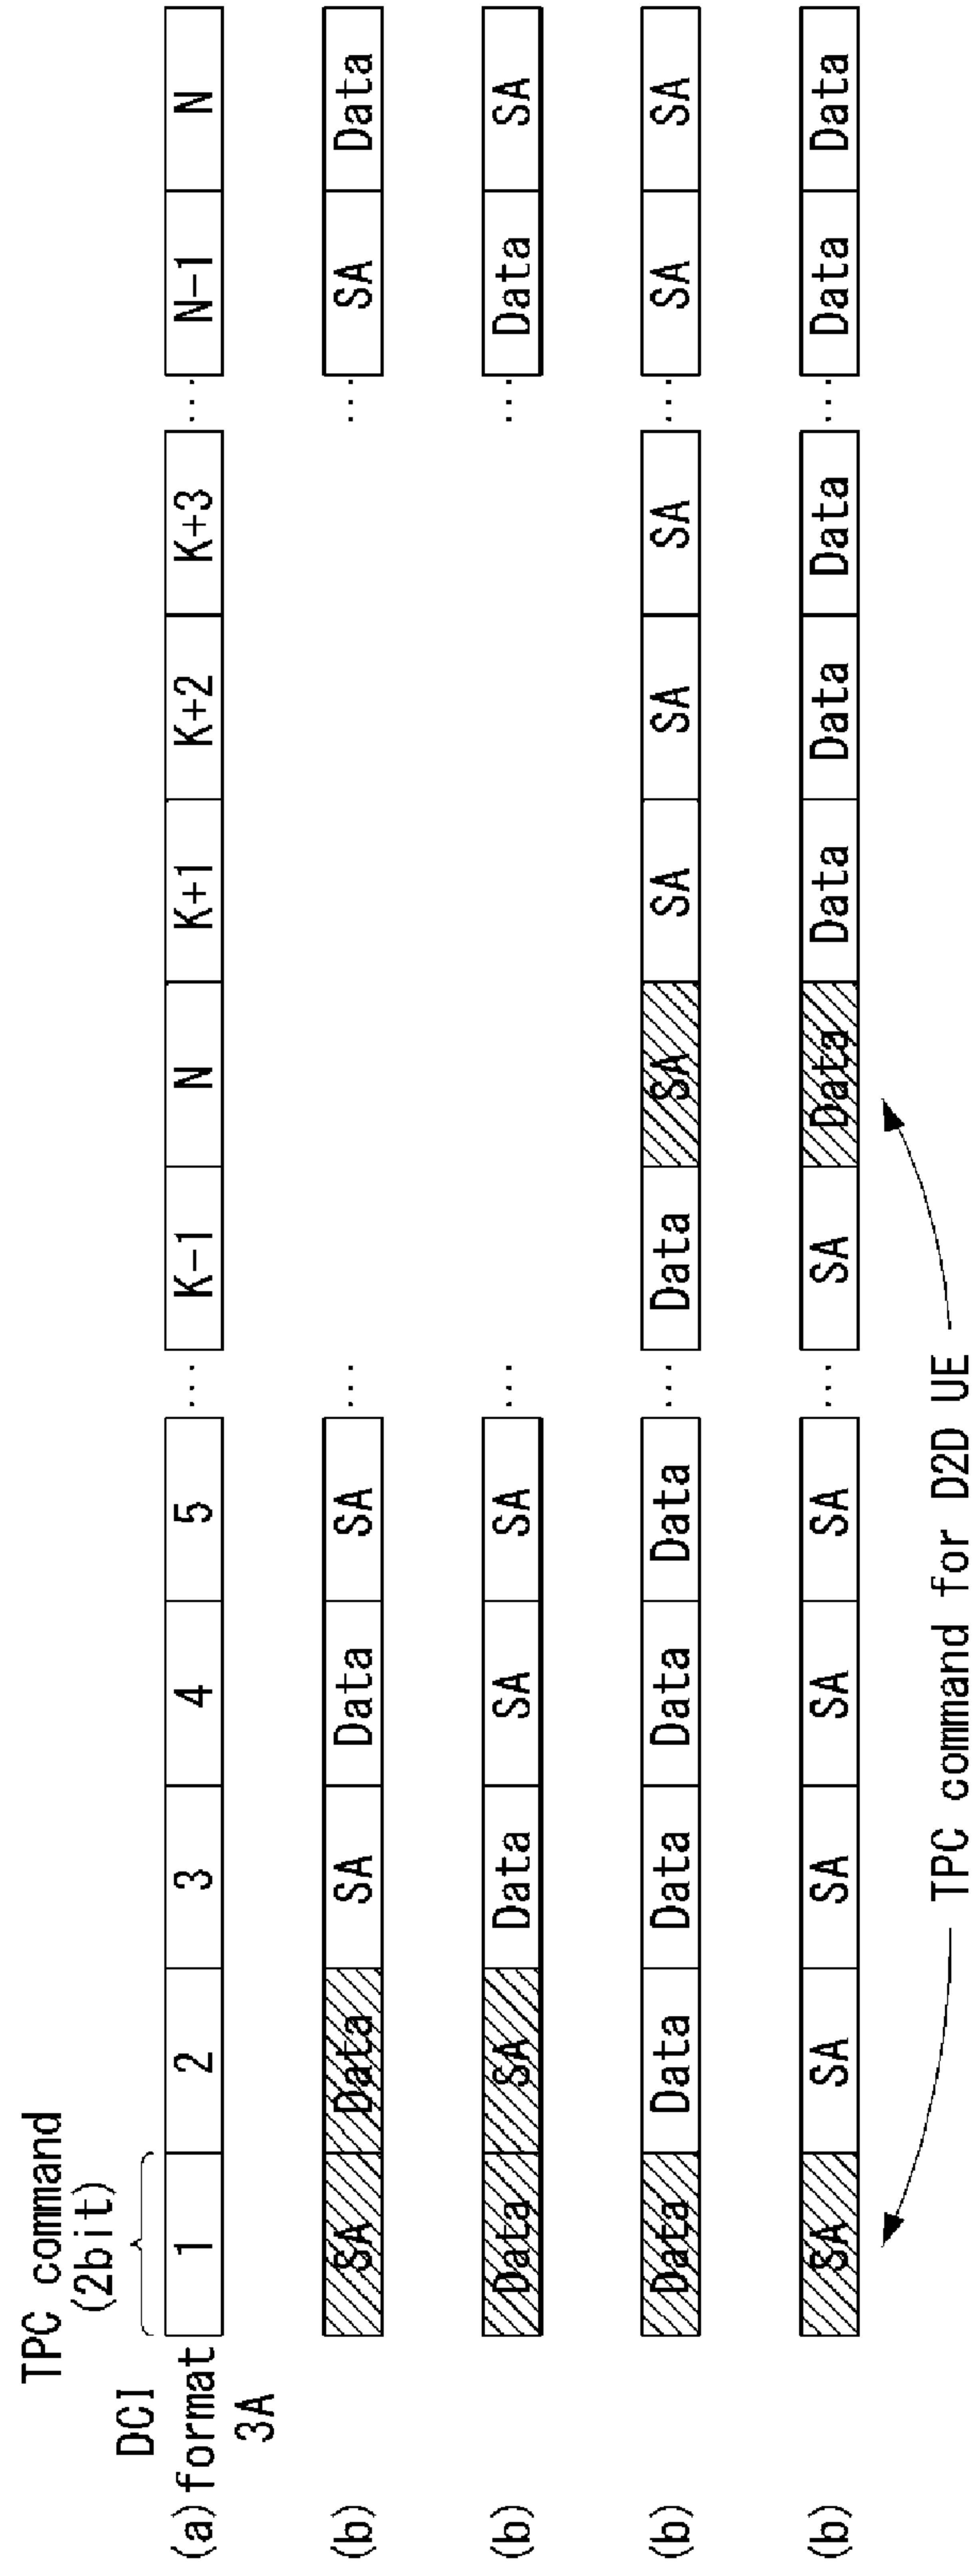 TPC command
(2bit)
DCI
(a) format
3A
1 2 3 4 5 ... K-1 N K+1 K+2 K+3 ... N-1 N
(b) SA Data SA Data SA ... ... SA Data
(b) Data SA Data SA SA ... ... Data SA
(b) Data Data Data Data Data ... Data SA SA SA SA ... SA SA
(b) SA SA SA SA SA ... SA Data Data Data Data ... Data Data
TPC command for D2D UE